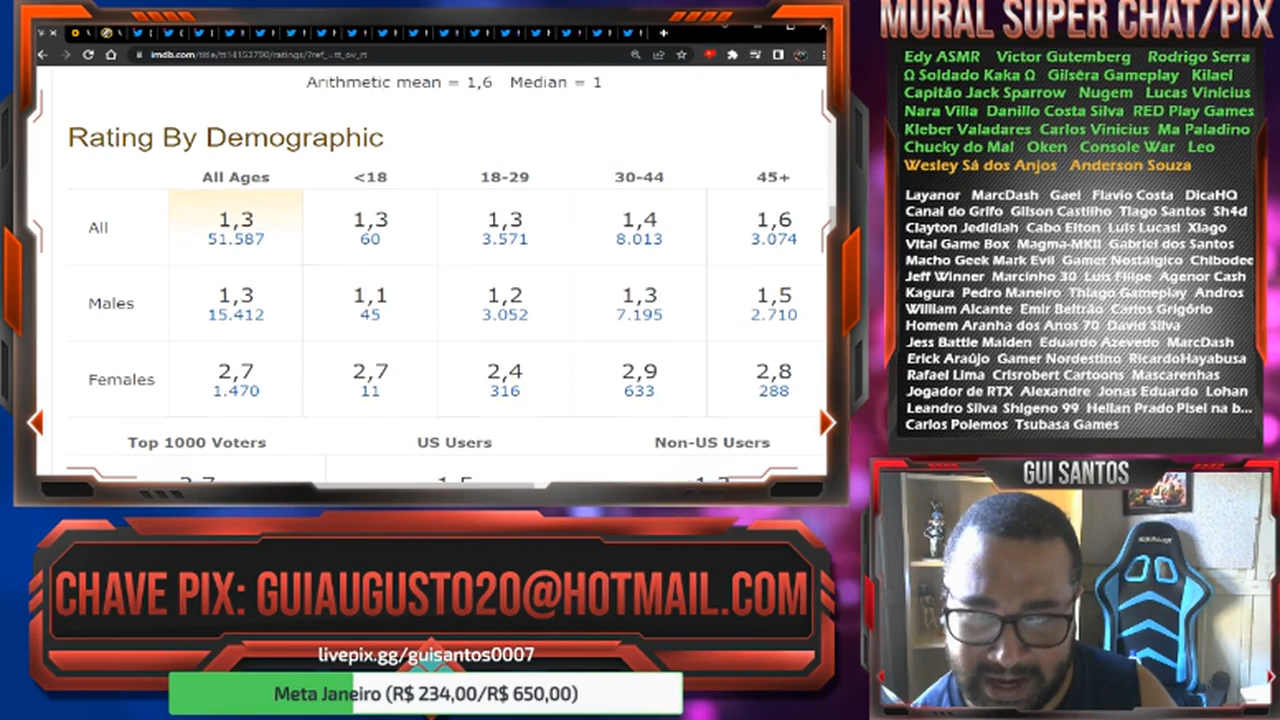 imdb.com/title/tt14152790/ratings/?ref_=tt_ov_rt
Arithmetic mean = 1,6 Median = 1
Rating By Demographic
All Ages <18 18-29 30-44 45+
All 1,3 1,3 1,3 1,4 1,6
51.587 60 3.571 8.013 3.074
Males 1,3 1,1 1,2 1,3 1,5
15.412 45 3.052 7.195 2.710
Females 2,7 2,7 2,4 2,9 2,8
1.470 11 316 633 288
Top 1000 Voters US Users Non-US Users
MURAL SUPER CHAT/PIX
Edy ASMR Victor Gutemberg Rodrigo Serra
Ω Soldado Kaka Ω Gilsêra Gameplay Kilael
Capitão Jack Sparrow Nugem Lucas Vinicius
Nara Villa Danillo Costa Silva RED Play Games
Kleber Valadares Carlos Vinicius Ma Paladino
Chucky do Mal Oken Console War Leo
Wesley Sá dos Anjos Anderson Souza
Layanor MarcDash Gael Flavio Costa DicaHQ
Canal do Grifo Gilson Castilho Tiago Santos Sh4d
Clayton Jedidiah Cabo Elton Luis Lucasi Xiago
Vital Game Box Magma-MKII Gabriel dos Santos
Macho Geek Mark Evil Gamer Nostálgico Chibodee
Jeff Winner Marcinho 30 Luis Filipe Agenor Cash
Kagura Pedro Maneiro Thiago Gameplay Andros
William Alcante Emir Beltrão Carlos Grigório
Homem Aranha dos Anos 70 David Silva
Jess Battle Maiden Eduardo Azevedo MarcDash
Erick Araújo Gamer Nordestino RicardoHayabusa
Rafael Lima Crisrobert Cartoons Mascarenhas
Jogador de RTX Alexandre Jonas Eduardo Lohan
Leandro Silva Shigeno 99 Hellan Prado Pisei na b...
Carlos Polemos Tsubasa Games
GUI SANTOS
CHAVE PIX: GUIAUGUSTO20@HOTMAIL.COM
livepix.gg/guisantos0007
Meta Janeiro (R$ 234,00/R$ 650,00)